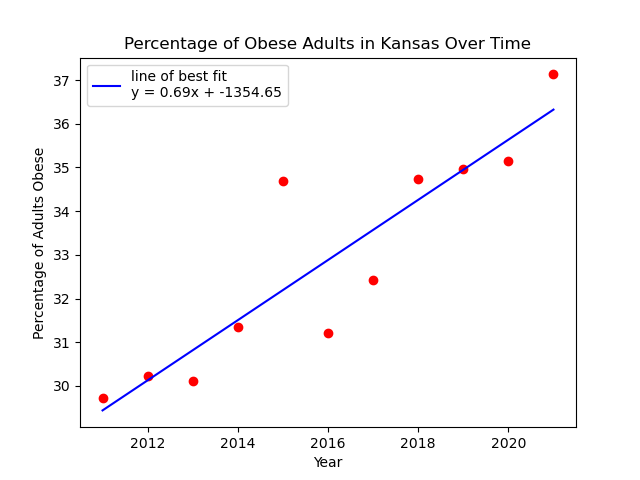 Percentage of Obese Adults in Kansas Over Time
line of best fit
y = 0.69x + -1354.65
37
36
35
34
33
32
31
30
Percentage of Adults Obese
2012 2014 2016 2018 2020
Year